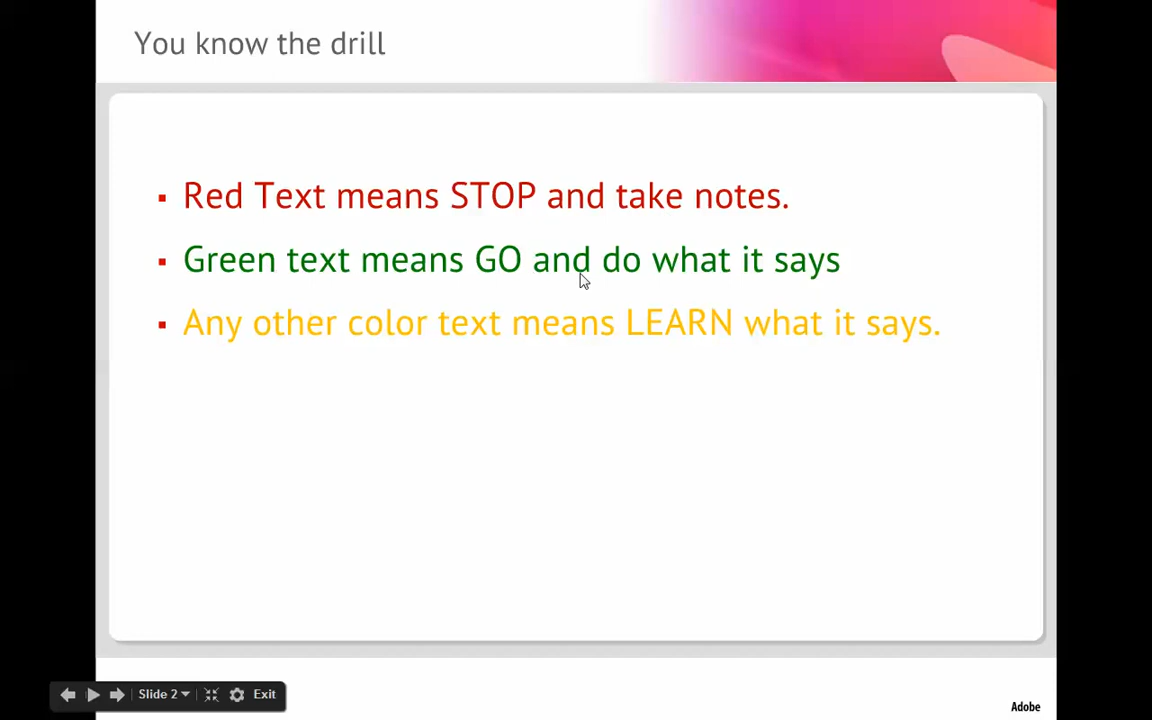 You know the drill
Red Text means STOP and take notes.
Green text means GO and do what it says
Any other color text means LEARN what it says.
Slide 2
Exit
Adobe